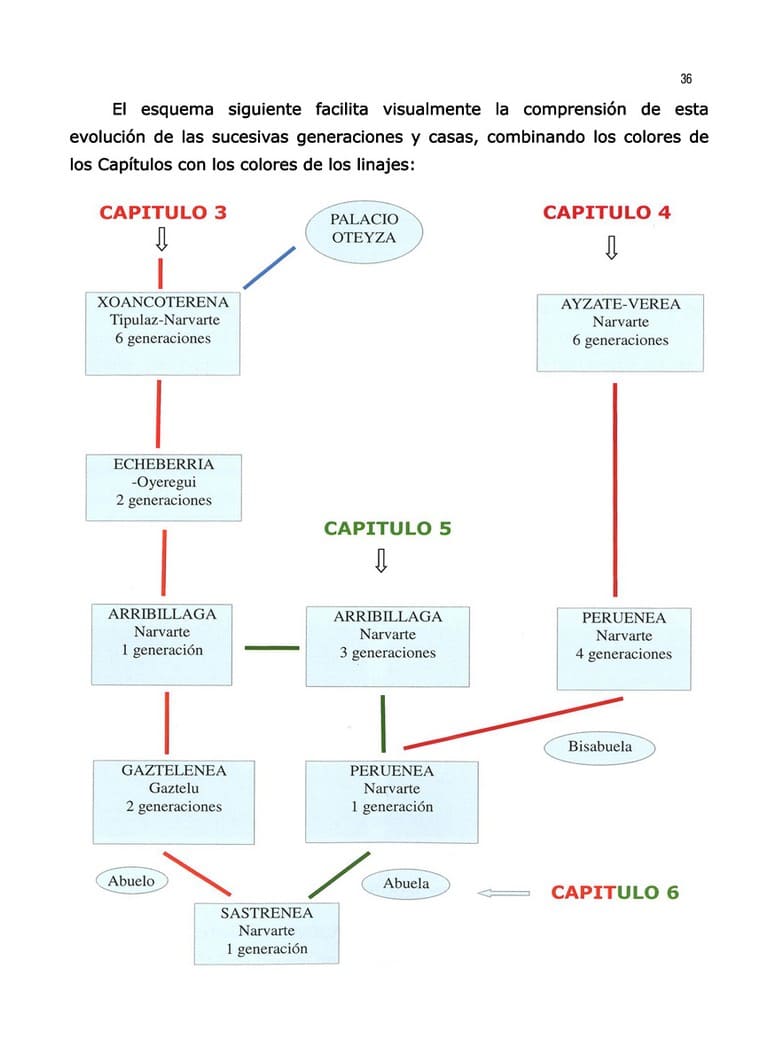 36
El esquema siguiente facilita visualmente la comprensión de esta
evolución de las sucesivas generaciones y casas, combinando los colores de
los Capítulos con los colores de los linajes:
CAPITULO 3
PALACIO
OTEYZA
CAPITULO 4
XOANCOTERENA
Tipulaz-Narvarte
6 generaciones
AYZATE-VEREA
Narvarte
6 generaciones
ECHEBERRIA
-Oyeregui
2 generaciones
CAPITULO 5
ARRIBILLAGA
Narvarte
1 generación
ARRIBILLAGA
Narvarte
3 generaciones
PERUENEA
Narvarte
4 generaciones
Bisabuela
GAZTELENEA
Gaztelu
2 generaciones
PERUENEA
Narvarte
1 generación
Abuelo
Abuela
CAPITULO 6
SASTRENEA
Narvarte
1 generación